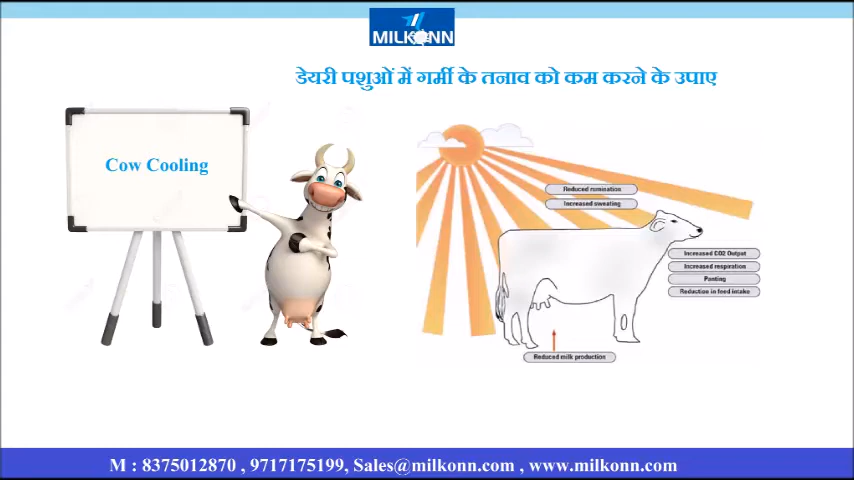 MILKONN
डेयरी पशुओं में गर्मी के तनाव को कम करने के उपाए
Cow Cooling
Reduced rumination
Increased sweating
Increased CO2 Output
Increased respiration
Panting
Reduction in feed intake
Reduced milk production
M : 8375012870 , 9717175199, Sales@milkonn.com , www.milkonn.com